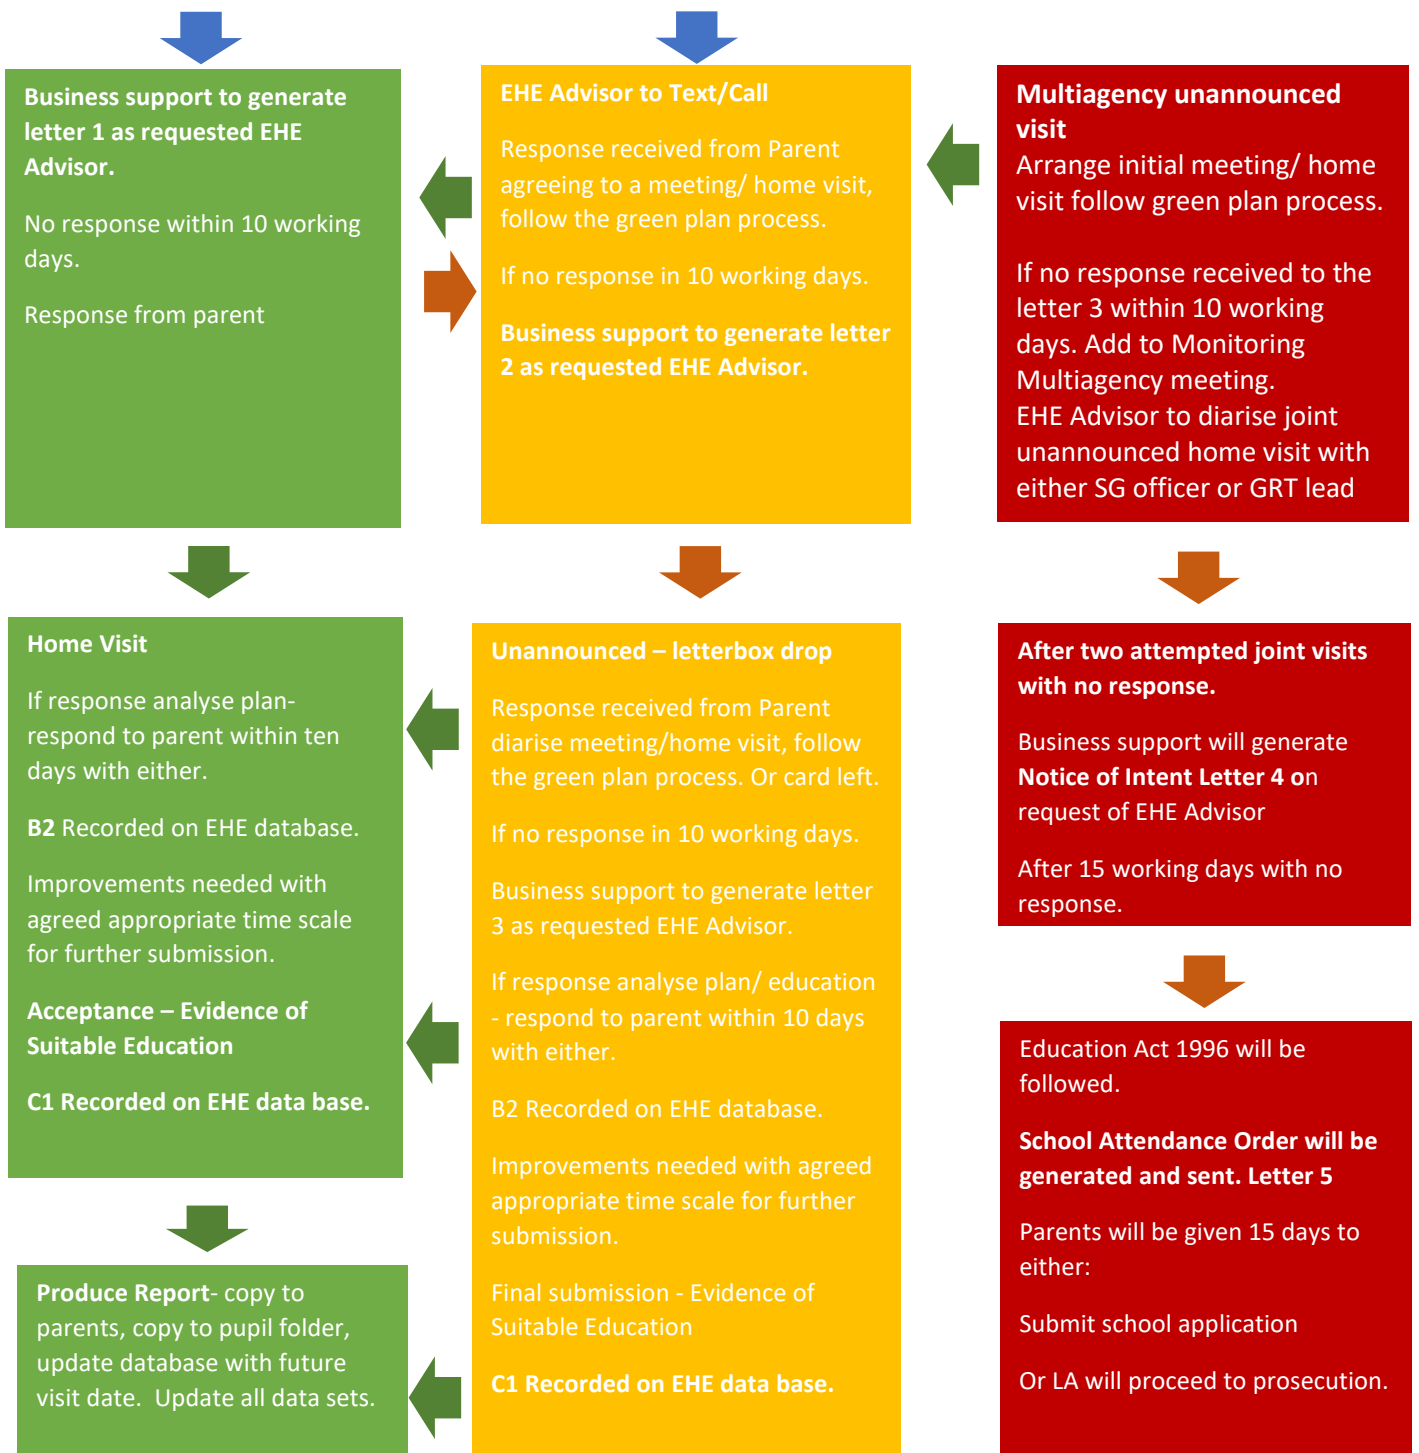 Business support to generate
letter 1 as requested EHE
Advisor.
No response within 10 working
days.
Response from parent
EHE Advisor to Text/Call
Response received from Parent
agreeing to a meeting/ home visit,
follow the green plan process.
If no response in 10 working days.
Business support to generate letter
2 as requested EHE Advisor.
Multiagency unannounced
visit
Arrange initial meeting/ home
visit follow green plan process.
If no response received to the
letter 3 within 10 working
days. Add to Monitoring
Multiagency meeting.
EHE Advisor to diarise joint
unannounced home visit with
either SG officer or GRT lead
Home Visit
If response analyse plan-
respond to parent within ten
days with either.
B2 Recorded on EHE database.
Improvements needed with
agreed appropriate time scale
for further submission.
Acceptance – Evidence of
Suitable Education
C1 Recorded on EHE data base.
Unannounced – letterbox drop
Response received from Parent
diarise meeting/home visit, follow
the green plan process. Or card left.
If no response in 10 working days.
Business support to generate letter
3 as requested EHE Advisor.
If response analyse plan/ education
- respond to parent within 10 days
with either.
B2 Recorded on EHE database.
Improvements needed with agreed
appropriate time scale for further
submission.
Final submission - Evidence of
Suitable Education
C1 Recorded on EHE data base.
After two attempted joint visits
with no response.
Business support will generate
Notice of Intent Letter 4 on
request of EHE Advisor
After 15 working days with no
response.
Produce Report- copy to
parents, copy to pupil folder,
update database with future
visit date.  Update all data sets.
Education Act 1996 will be
followed.
School Attendance Order will be
generated and sent. Letter 5
Parents will be given 15 days to
either:
Submit school application
Or LA will proceed to prosecution.